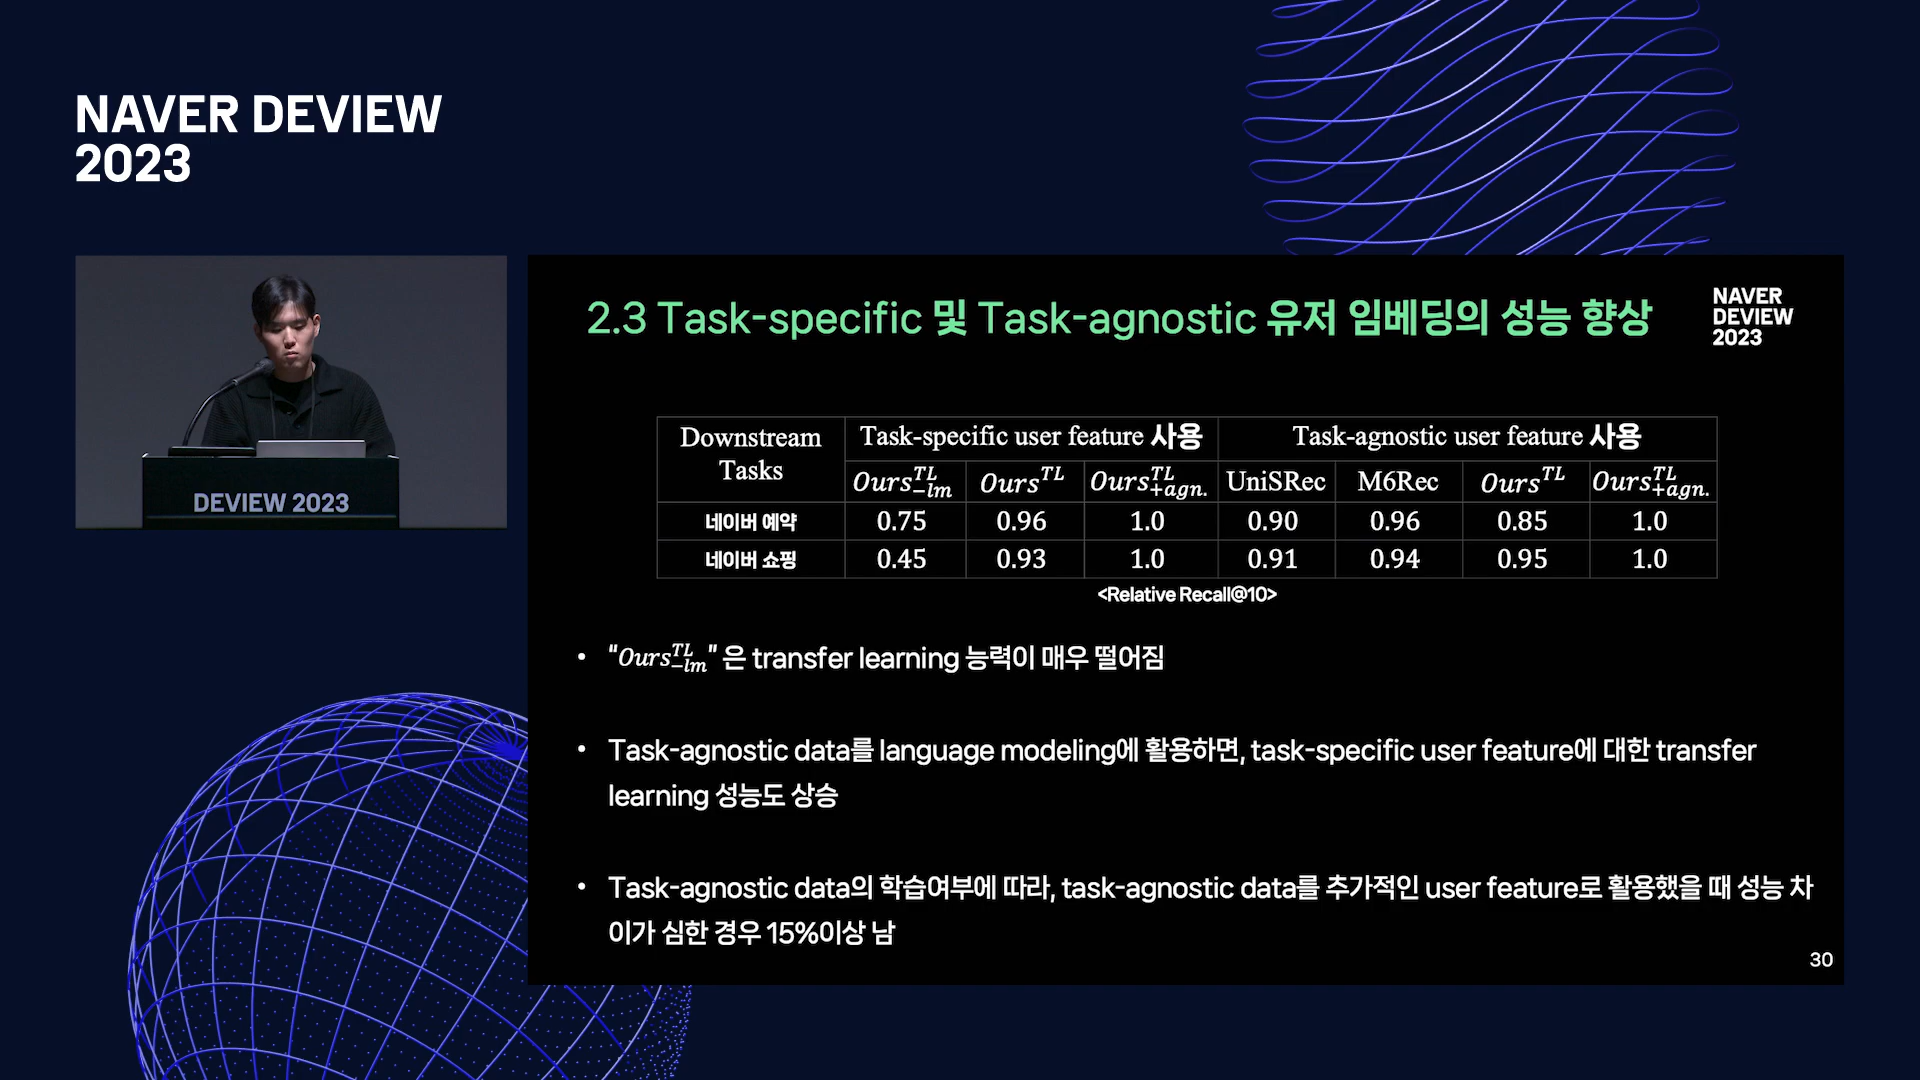 NAVER DEVIEW
2023
DEVIEW 2023
2.3 Task-specific 및 Task-agnostic 유저 임베딩의 성능 향상
NAVER
DEVIEW
2023
Downstream Tasks | Task-specific user feature 사용 | Task-agnostic user feature 사용
Ours^{TL}_{-lm} | Ours^{TL} | Ours^{TL}_{+agn.} | UniSRec | M6Rec | Ours^{TL} | Ours^{TL}_{+agn.}
네이버 예약 | 0.75 | 0.96 | 1.0 | 0.90 | 0.96 | 0.85 | 1.0
네이버 쇼핑 | 0.45 | 0.93 | 1.0 | 0.91 | 0.94 | 0.95 | 1.0
<Relative Recall@10>
• “Ours^{TL}_{-lm}” 은 transfer learning 능력이 매우 떨어짐
• Task-agnostic data를 language modeling에 활용하면, task-specific user feature에 대한 transfer
learning 성능도 상승
• Task-agnostic data의 학습여부에 따라, task-agnostic data를 추가적인 user feature로 활용했을 때 성능 차
이가 심한 경우 15%이상 남
30